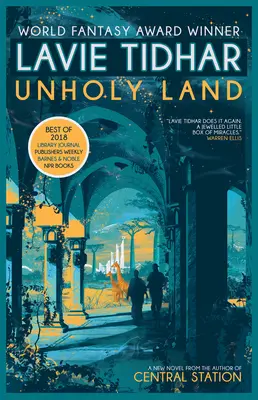 WORLD FANTASY AWARD WINNER
LAVIE TIDHAR
UNHOLY LAND
BEST OF
2018
LIBRARY JOURNAL
PUBLISHERS WEEKLY
BARNES & NOBLE
NPR BOOKS
"LAVIE TIDHAR DOES IT AGAIN.
A JEWELLED LITTLE
BOX OF MIRACLES."
WARREN ELLIS
A NEW NOVEL FROM THE AUTHOR OF
CENTRAL STATION